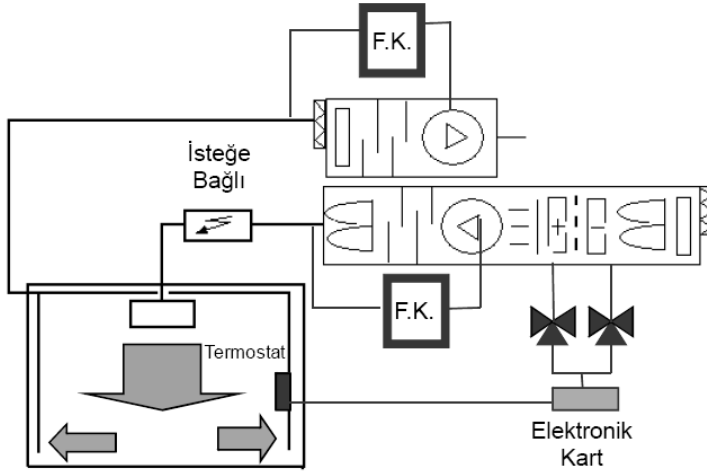 F.K.
İsteğe
Bağlı
F.K.
Termostat
Elektronik
Kart